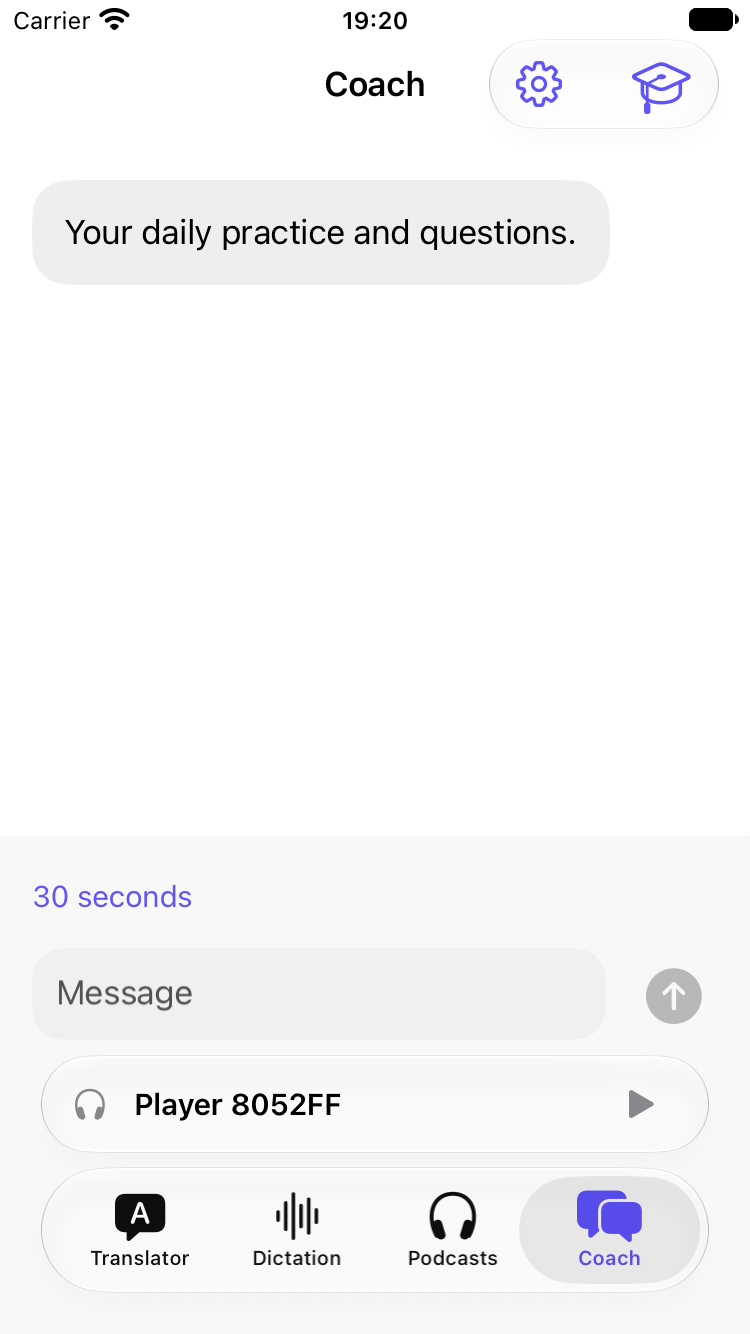 Carrier 19:20
Coach
Your daily practice and questions.
30 seconds
Message
Player 8052FF
A
Translator Dictation Podcasts Coach